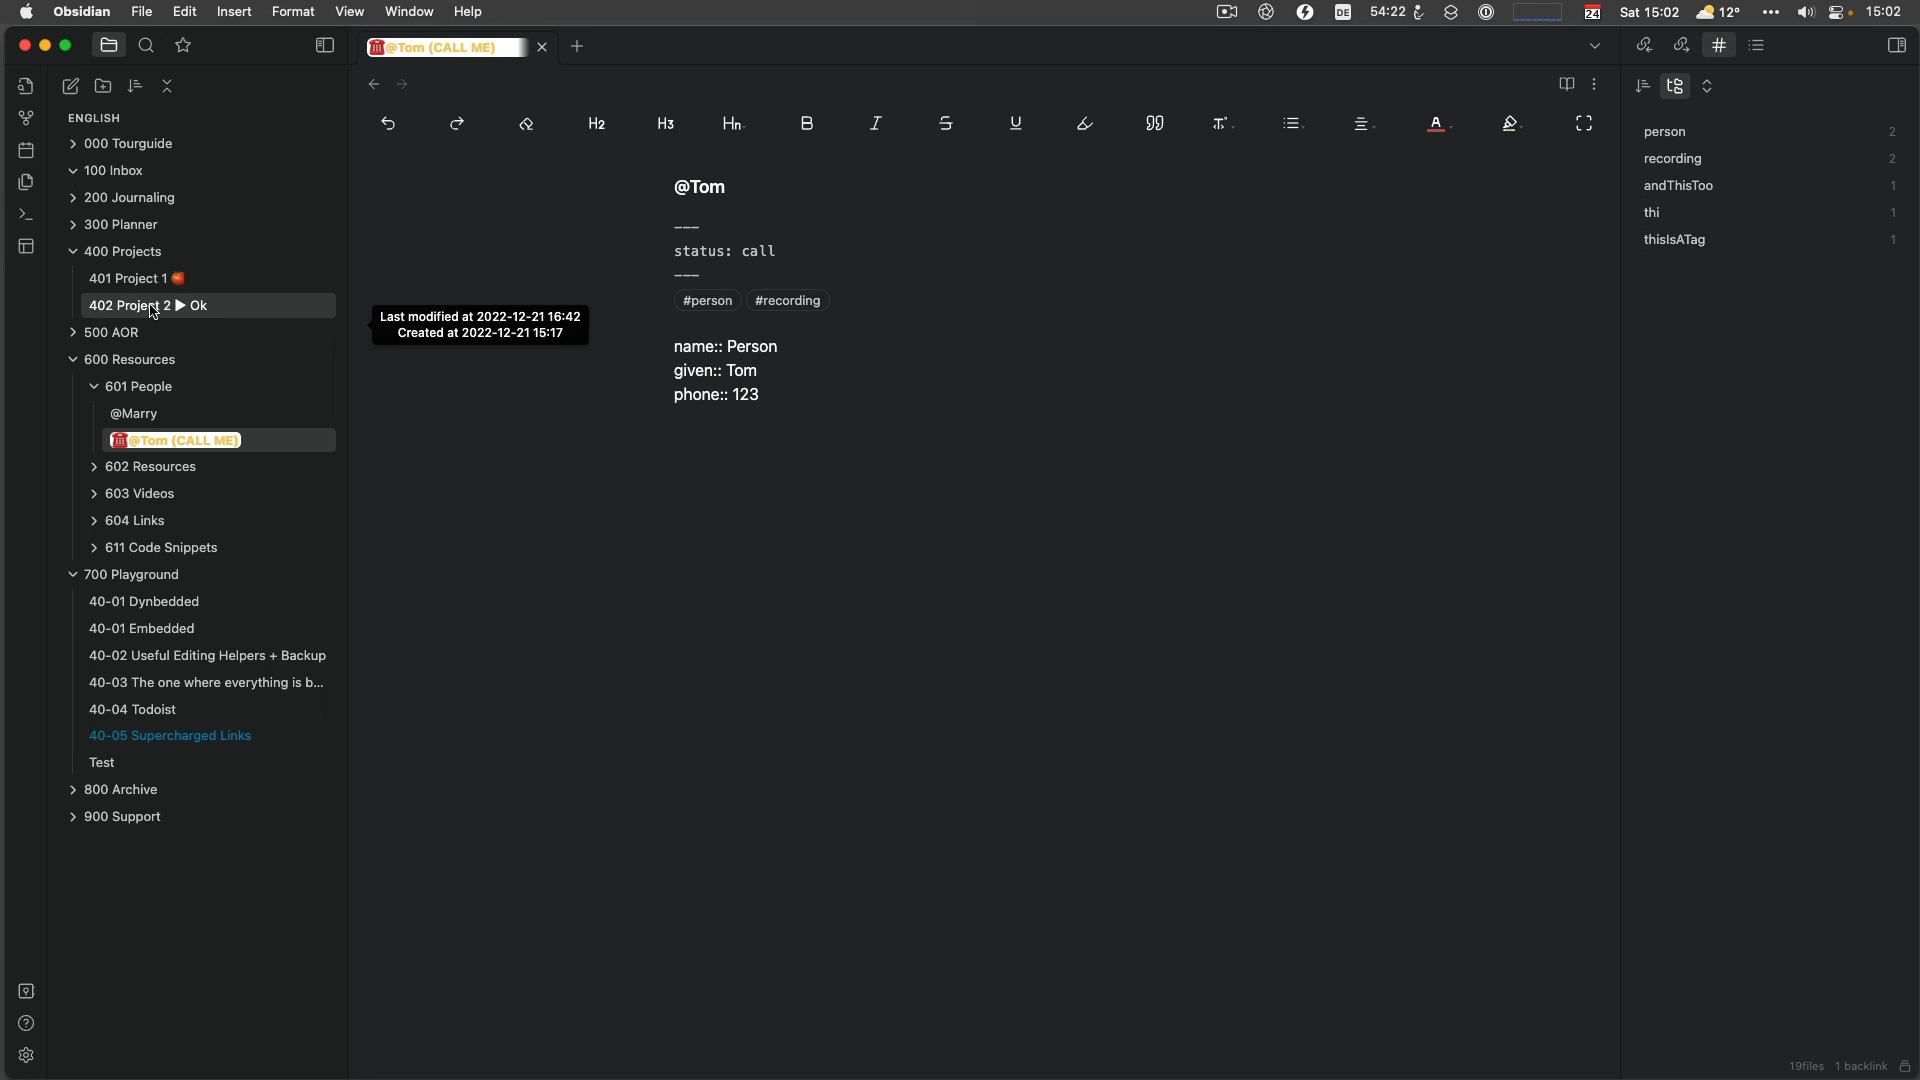 Obsidian File Edit Insert Format View Window Help
DE 54:22 24 Sat 15:02 12° 15:02
☎@Tom (CALL ME)
H2 H3 Hn B I S U A
ENGLISH
000 Tourguide
100 Inbox
200 Journaling
300 Planner
400 Projects
401 Project 1
402 Project 2 ▶ Ok
500 AOR
600 Resources
601 People
@Marry
☎@Tom (CALL ME)
602 Resources
603 Videos
604 Links
611 Code Snippets
700 Playground
40-01 Dynbedded
40-01 Embedded
40-02 Useful Editing Helpers + Backup
40-03 The one where everything is b...
40-04 Todoist
40-05 Supercharged Links
Test
800 Archive
900 Support
Last modified at 2022-12-21 16:42
Created at 2022-12-21 15:17
@Tom
---
status: call
---
#person #recording
name:: Person
given:: Tom
phone:: 123
person 2
recording 2
andThisToo 1
thi 1
thisIsATag 1
19files 1 backlink